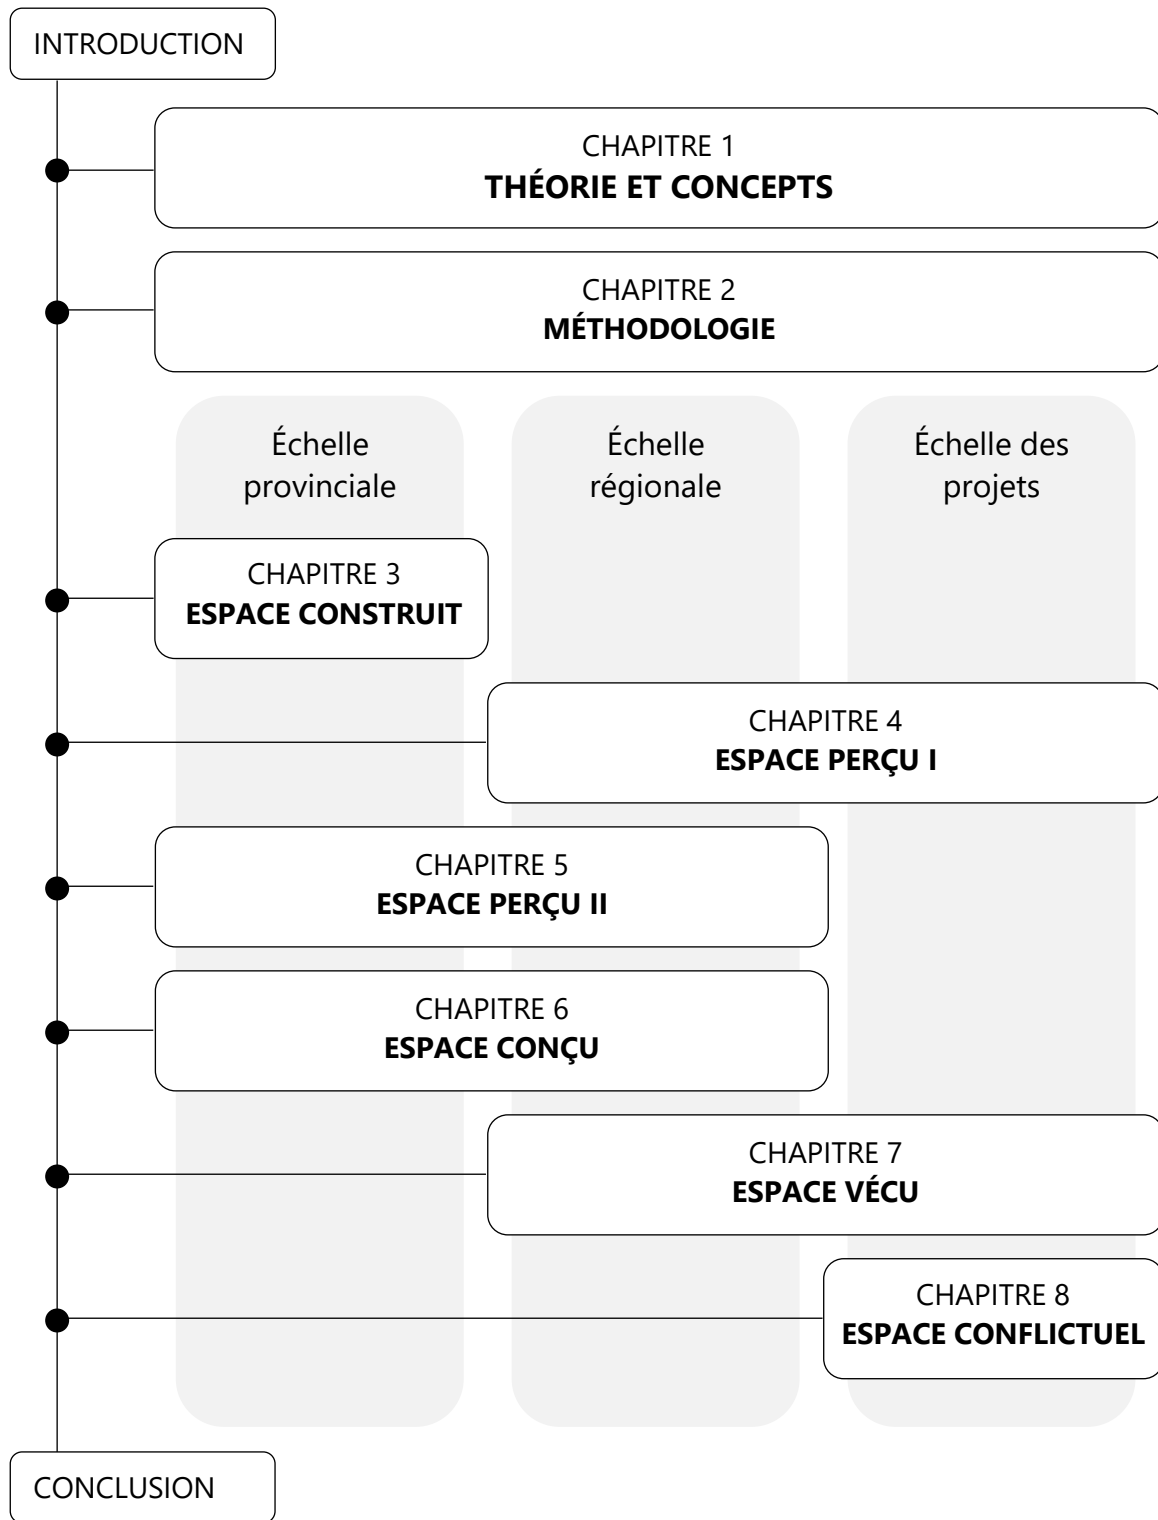 INTRODUCTION
CHAPITRE 1
THÉORIE ET CONCEPTS
CHAPITRE 2
MÉTHODOLOGIE
Échelle
provinciale
Échelle
régionale
Échelle des
projets
CHAPITRE 3
ESPACE CONSTRUIT
CHAPITRE 4
ESPACE PERÇU I
CHAPITRE 5
ESPACE PERÇU II
CHAPITRE 6
ESPACE CONÇU
CHAPITRE 7
ESPACE VÉCU
CHAPITRE 8
ESPACE CONFLICTUEL
CONCLUSION